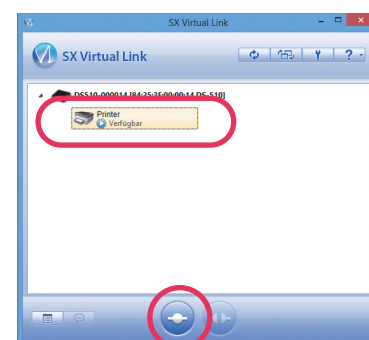 SX Virtual Link
SX Virtual Link
?
DS510-000014 [84:25:3F:00:00:14 DS-510]
Printer
Verfügbar